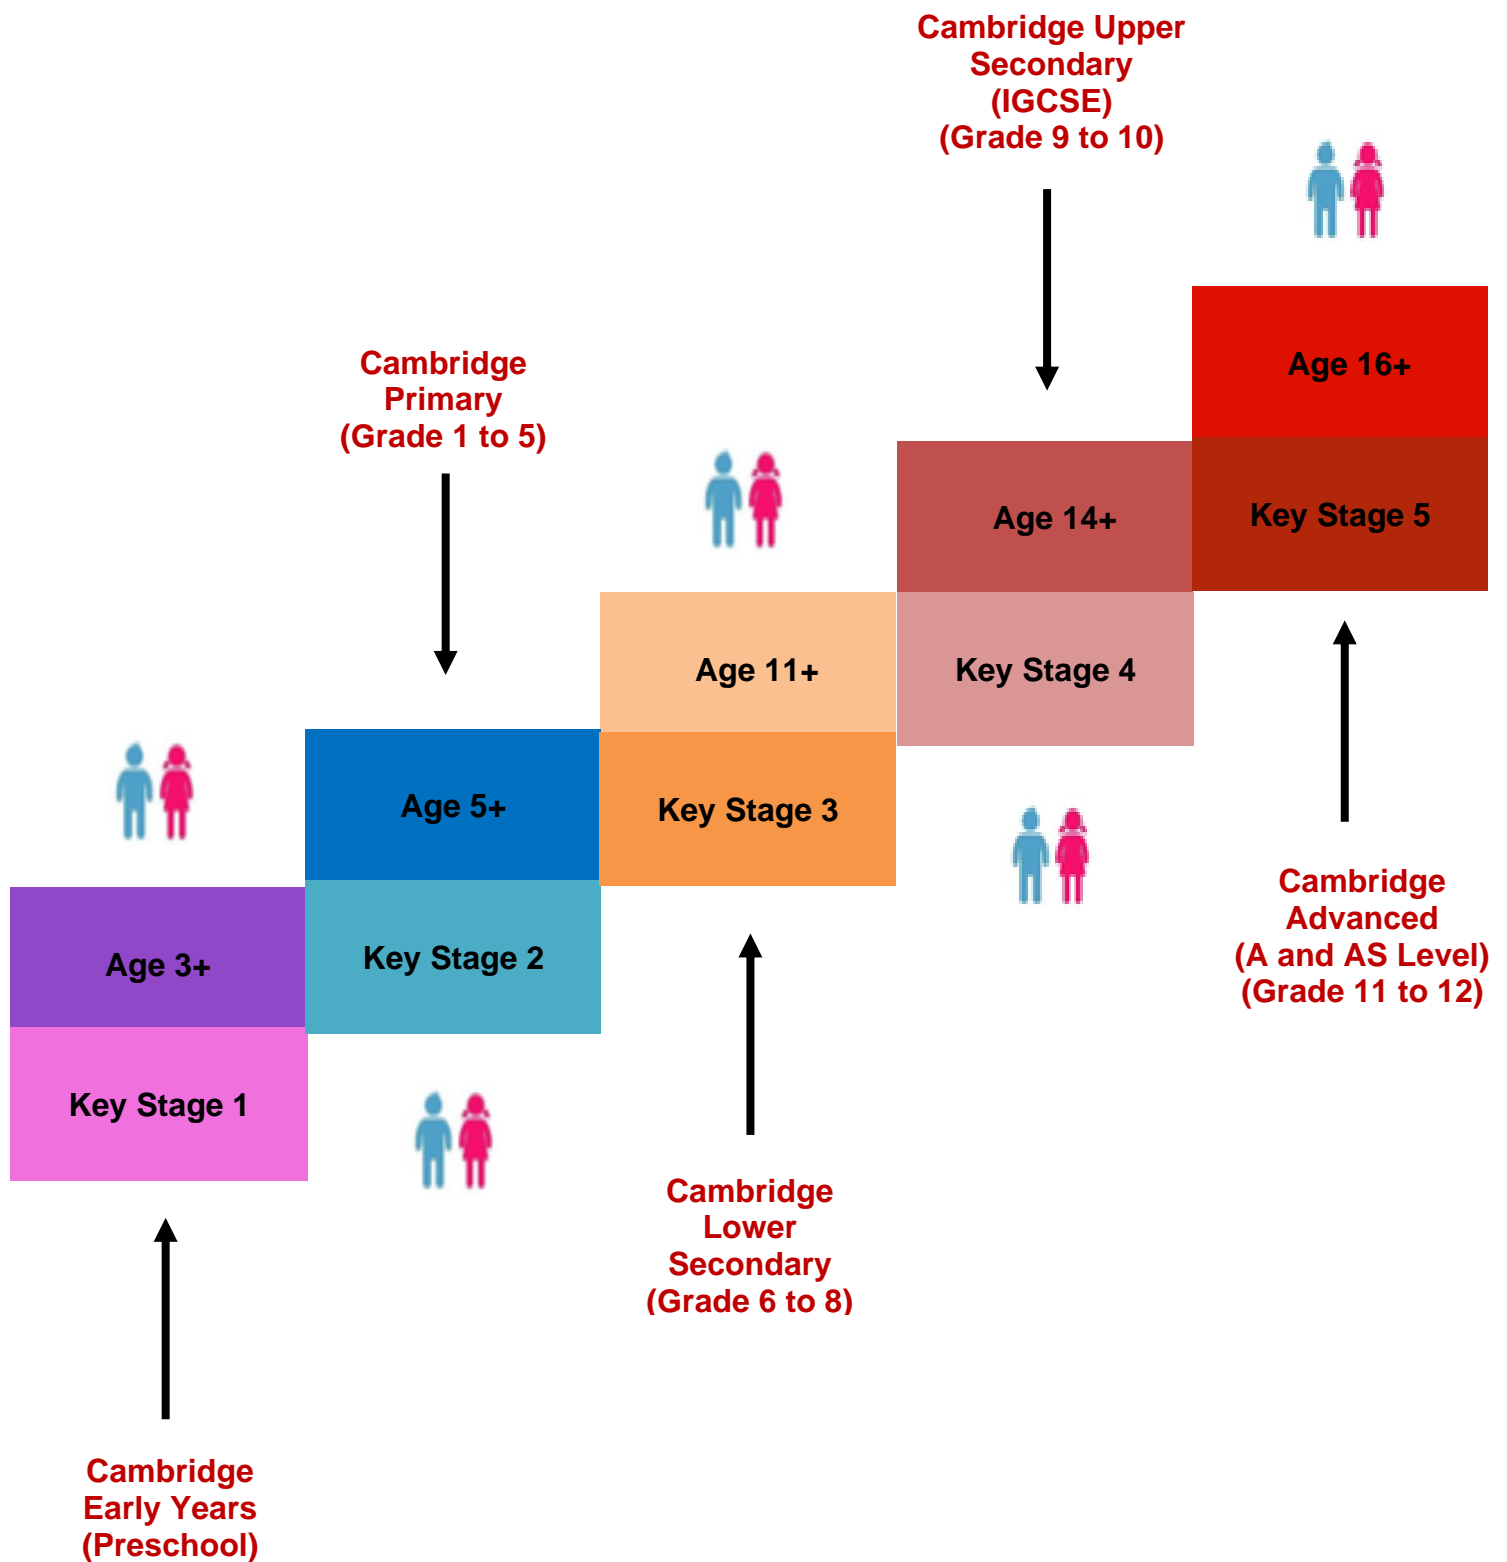 Cambridge Upper
Secondary
(IGCSE)
(Grade 9 to 10)
Cambridge
Primary
(Grade 1 to 5)
Age 16+
Key Stage 5
Age 14+
Key Stage 4
Age 11+
Key Stage 3
Age 5+
Key Stage 2
Age 3+
Key Stage 1
Cambridge
Advanced
(A and AS Level)
(Grade 11 to 12)
Cambridge
Lower
Secondary
(Grade 6 to 8)
Cambridge
Early Years
(Preschool)